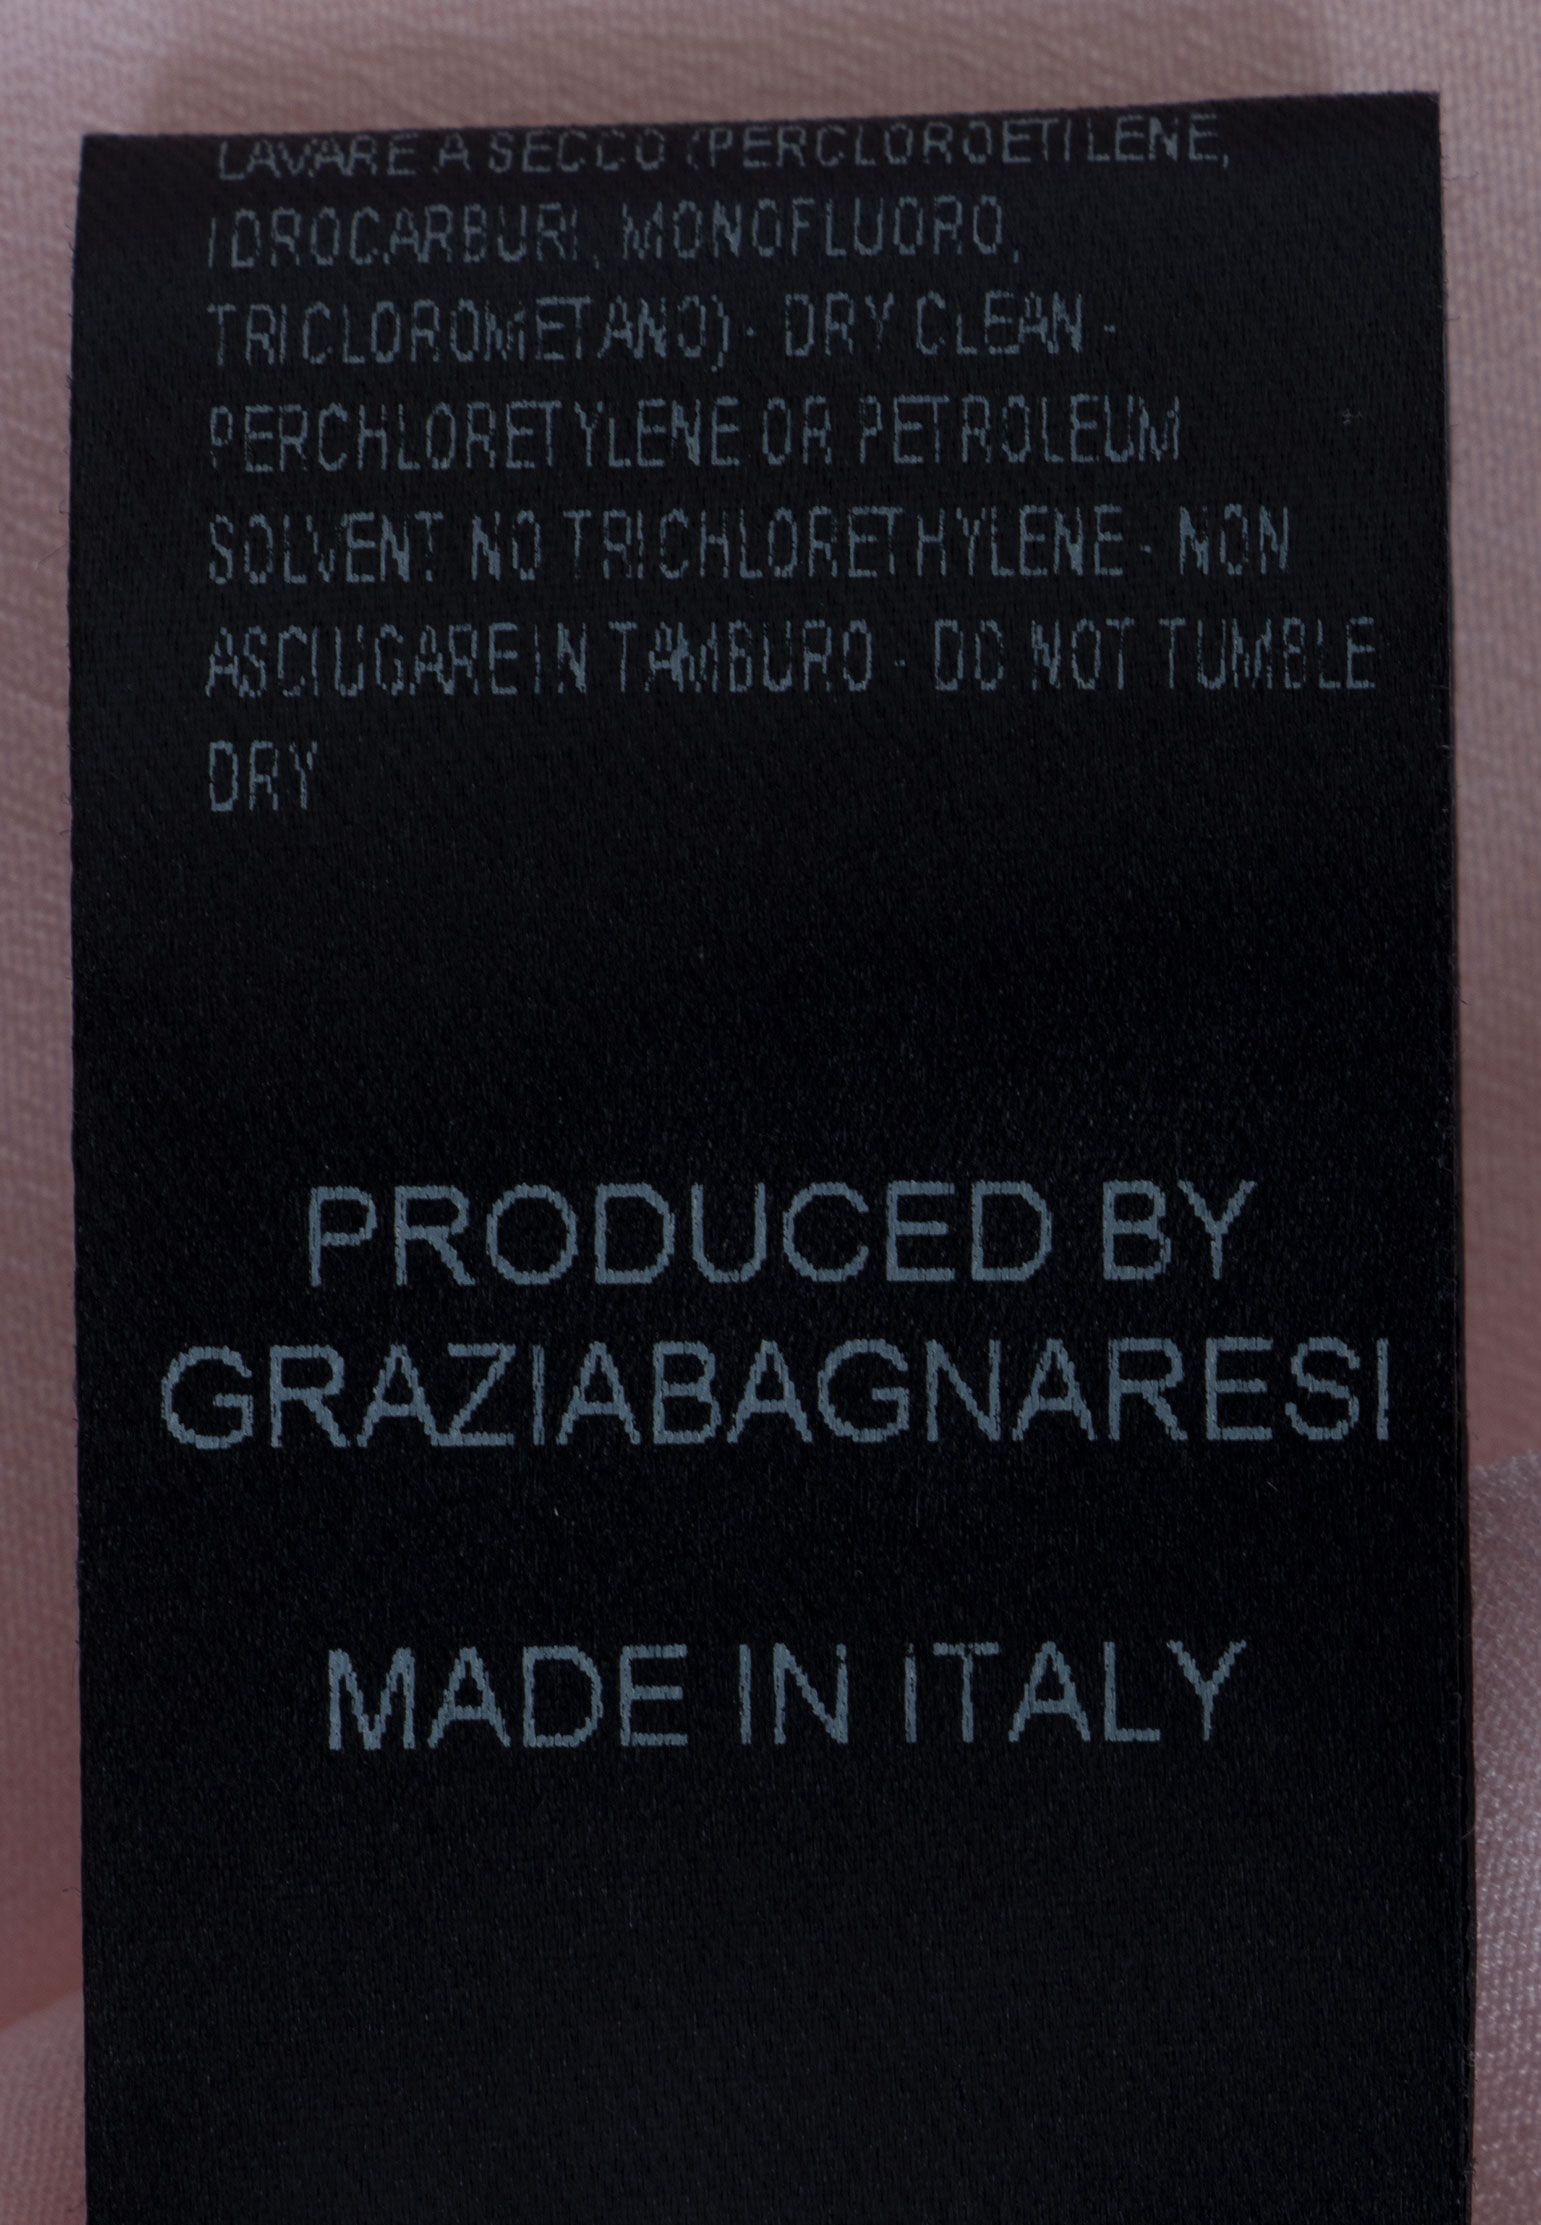 LAVARE A SECCO (PERCLOROETILENE,
IDROCARBURI, MONOFLUORO,
TRICLOROMETANO) - DRY CLEAN -
PERCHLORETYLENE OR PETROLEUM
SOLVENT NO TRICHLORETHYLENE - NON
ASCIUGARE IN TAMBURO - DO NOT TUMBLE
DRY
PRODUCED BY
GRAZIABAGNARESI
MADE IN ITALY